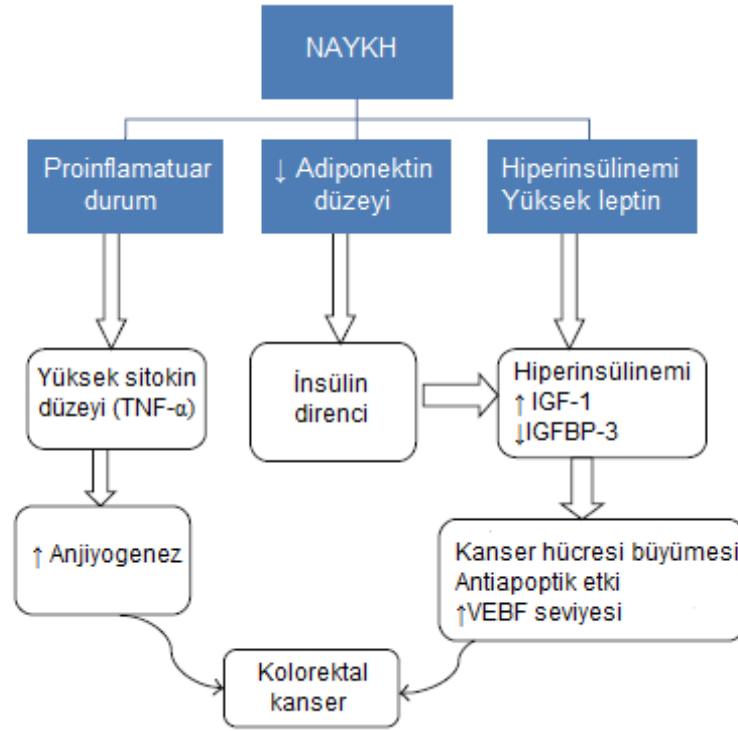 NAYKH
Proinflamatuar
durum
↓ Adiponektin
düzeyi
Hiperinsülinemi
Yüksek leptin
Yüksek sitokin
düzeyi (TNF-α)
İnsülin
direnci
Hiperinsülinemi
↑ IGF-1
↓IGFBP-3
↑ Anjiyogenez
Kanser hücresi büyümesi
Antiapoptik etki
↑VEBF seviyesi
Kolorektal
kanser